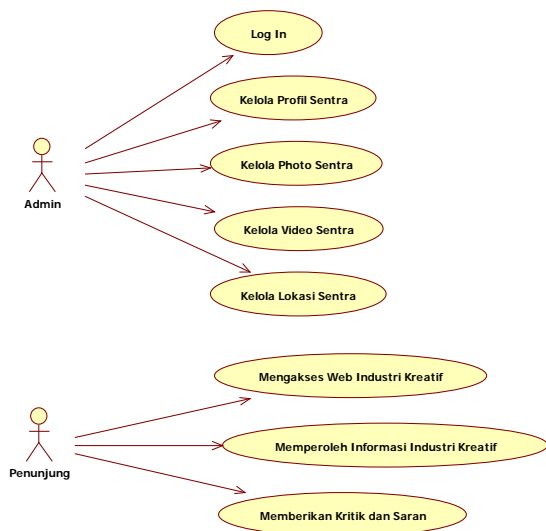 Log In
Kelola Profil Sentra
Kelola Photo Sentra
Admin
Kelola Video Sentra
Kelola Lokasi Sentra
Mengakses Web Industri Kreatif
Memperoleh Informasi Industri Kreatif
Penunjung
Memberikan Kritik dan Saran